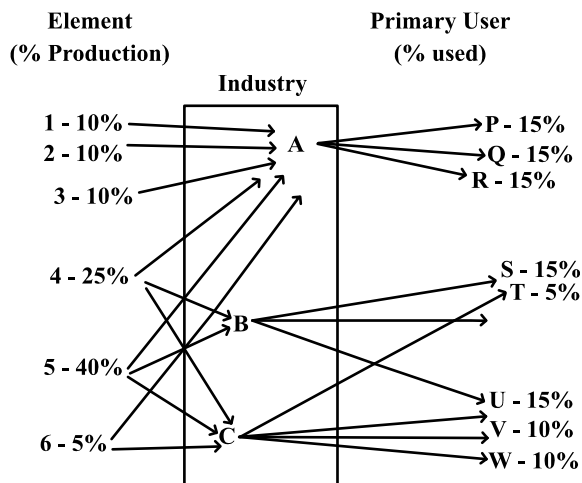 Element
(% Production)
Primary User
(% used)
Industry
1 - 10%
2 - 10%
3 - 10%
4 - 25%
5 - 40%
6 - 5%
A
B
C
P - 15%
Q - 15%
R - 15%
S - 15%
T - 5%
U - 15%
V - 10%
W - 10%